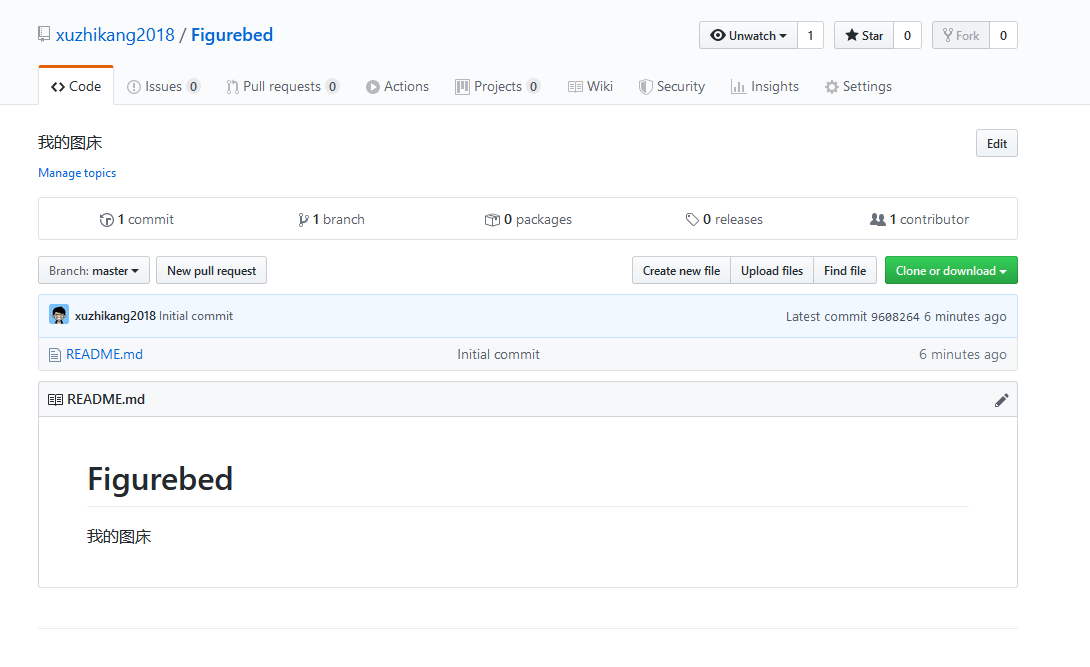 xuzhikang2018 / Figurebed Unwatch 1 Star 0 Fork 0
Code Issues 0 Pull requests 0 Actions Projects 0 Wiki Security Insights Settings
我的图床 Edit
Manage topics
1 commit 1 branch 0 packages 0 releases 1 contributor
Branch: master New pull request Create new file Upload files Find file Clone or download
xuzhikang2018 Initial commit Latest commit 9608264 6 minutes ago
README.md Initial commit 6 minutes ago
README.md
Figurebed
我的图床